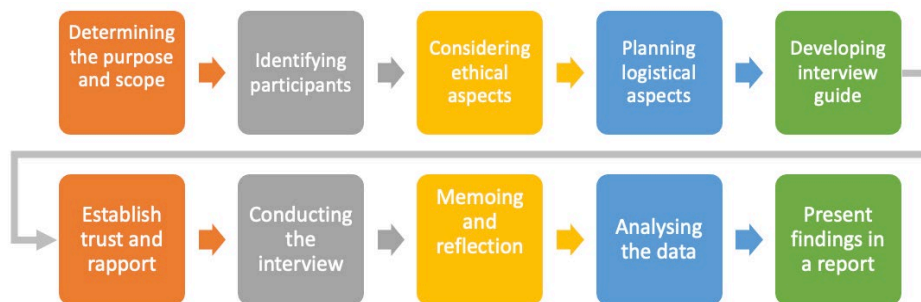 Determining
the purpose
and scope
Identifying
participants
Considering
ethical
aspects
Planning
logistical
aspects
Developing
interview
guide
Establish
trust and
rapport
Conducting
the
interview
Memoing
and
reflection
Analysing
the data
Present
findings in
a report